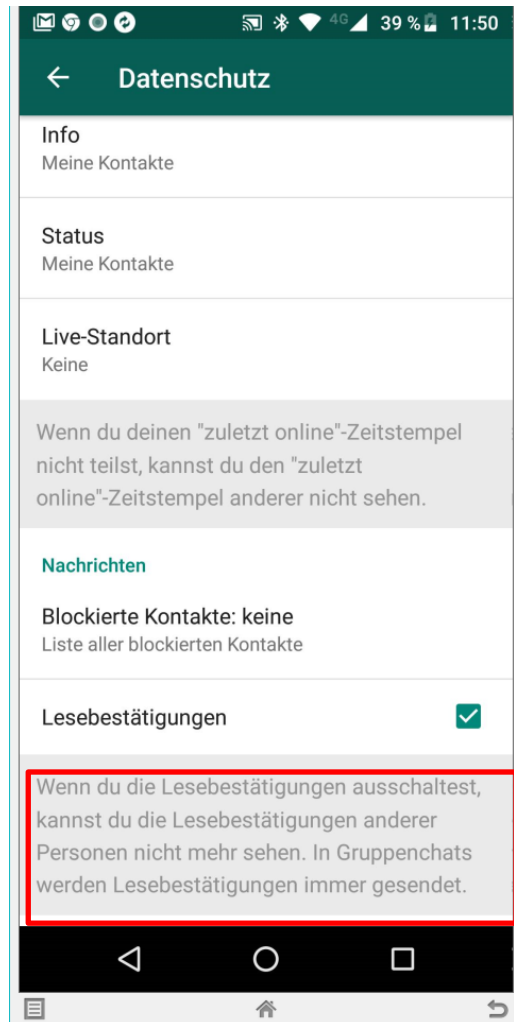 4G 39 % 11:50
Datenschutz
Info
Meine Kontakte
Status
Meine Kontakte
Live-Standort
Keine
Wenn du deinen "zuletzt online"-Zeitstempel
nicht teilst, kannst du den "zuletzt
online"-Zeitstempel anderer nicht sehen.
Nachrichten
Blockierte Kontakte: keine
Liste aller blockierten Kontakte
Lesebestätigungen
Wenn du die Lesebestätigungen ausschaltest,
kannst du die Lesebestätigungen anderer
Personen nicht mehr sehen. In Gruppenchats
werden Lesebestätigungen immer gesendet.